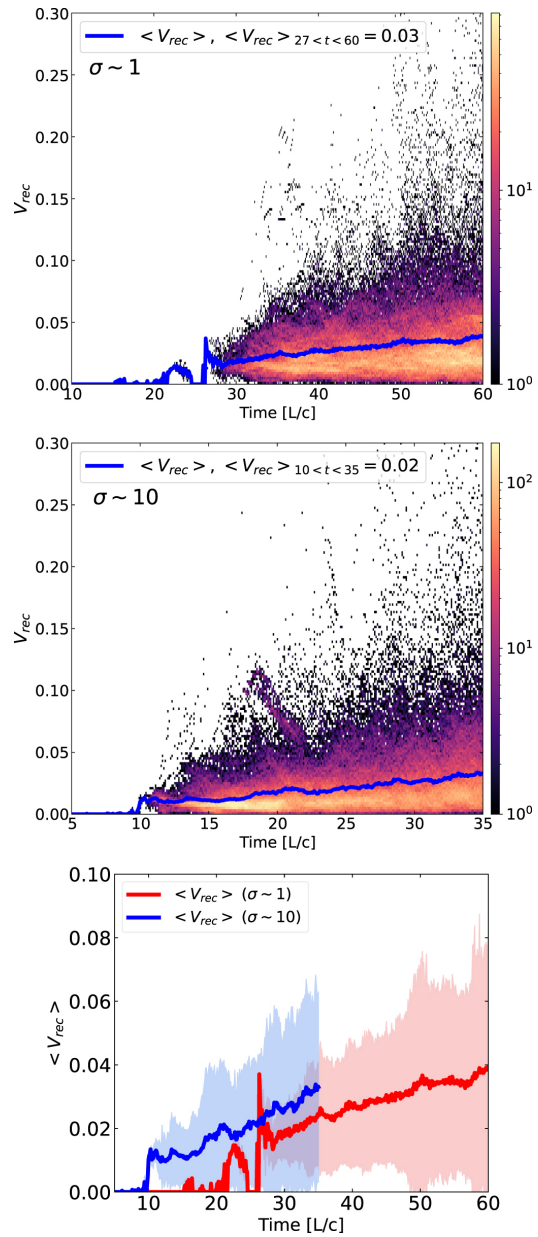 0.30
<V_rec> , <V_rec>_27<t<60 = 0.03
σ ~ 1
0.25
0.20
V_rec
0.15
0.10
0.05
0.00
10 20 30 40 50 60
Time [L/c]
10^1
10^0
0.30
<V_rec> , <V_rec>_10<t<35 = 0.02
σ ~ 10
0.25
0.20
V_rec
0.15
0.10
0.05
0.00
5 10 15 20 25 30 35
Time [L/c]
10^2
10^1
10^0
0.10
<V_rec> (σ ~ 1)
<V_rec> (σ ~ 10)
0.08
0.06
<V_rec>
0.04
0.02
0.00
10 20 30 40 50 60
Time [L/c]